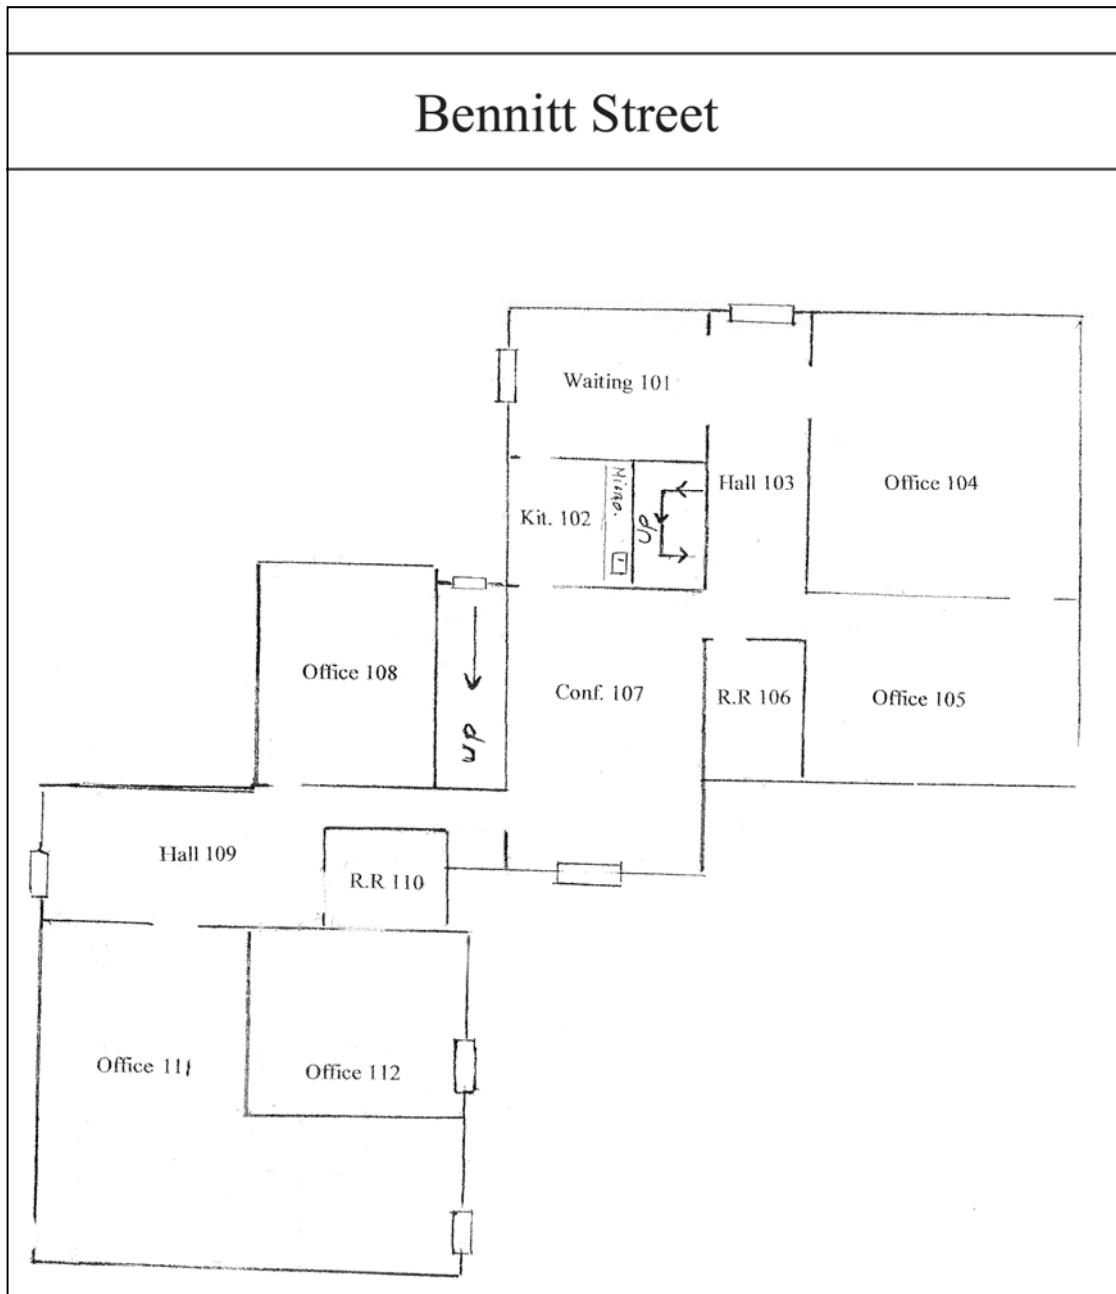 Bennitt Street
Waiting 101
Micro.
Hall 103
Office 104
Kit. 102
UP
Office 108
Conf. 107
R.R 106
Office 105
UP
Hall 109
R.R 110
Office 111
Office 112